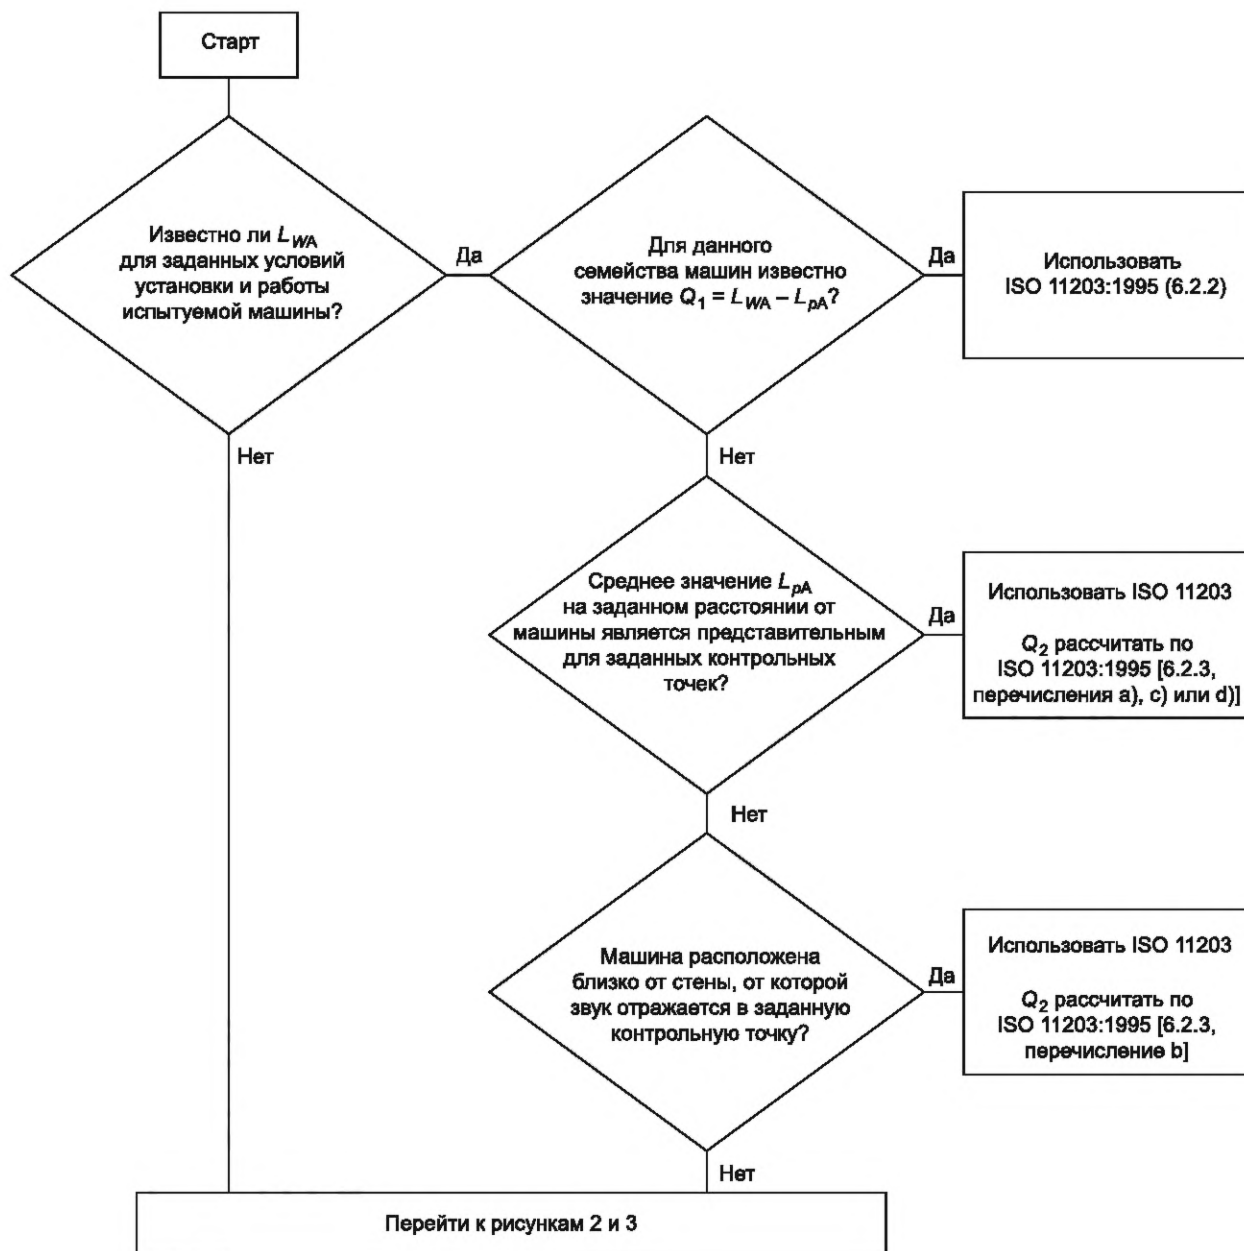 Старт
Известно ли L_WA
для заданных условий
установки и работы
испытуемой машины?
Да
Для данного
семейства машин известно
значение Q₁ = L_WA – L_pA?
Да
Использовать
ISO 11203:1995 (6.2.2)
Нет
Нет
Среднее значение L_pA
на заданном расстоянии от
машины является представительным
для заданных контрольных
точек?
Да
Использовать ISO 11203
Q₂ рассчитать по
ISO 11203:1995 [6.2.3,
перечисления a), c) или d)]
Нет
Машина расположена
близко от стены, от которой
звук отражается в заданную
контрольную точку?
Да
Использовать ISO 11203
Q₂ рассчитать по
ISO 11203:1995 [6.2.3,
перечисление b]
Нет
Перейти к рисункам 2 и 3